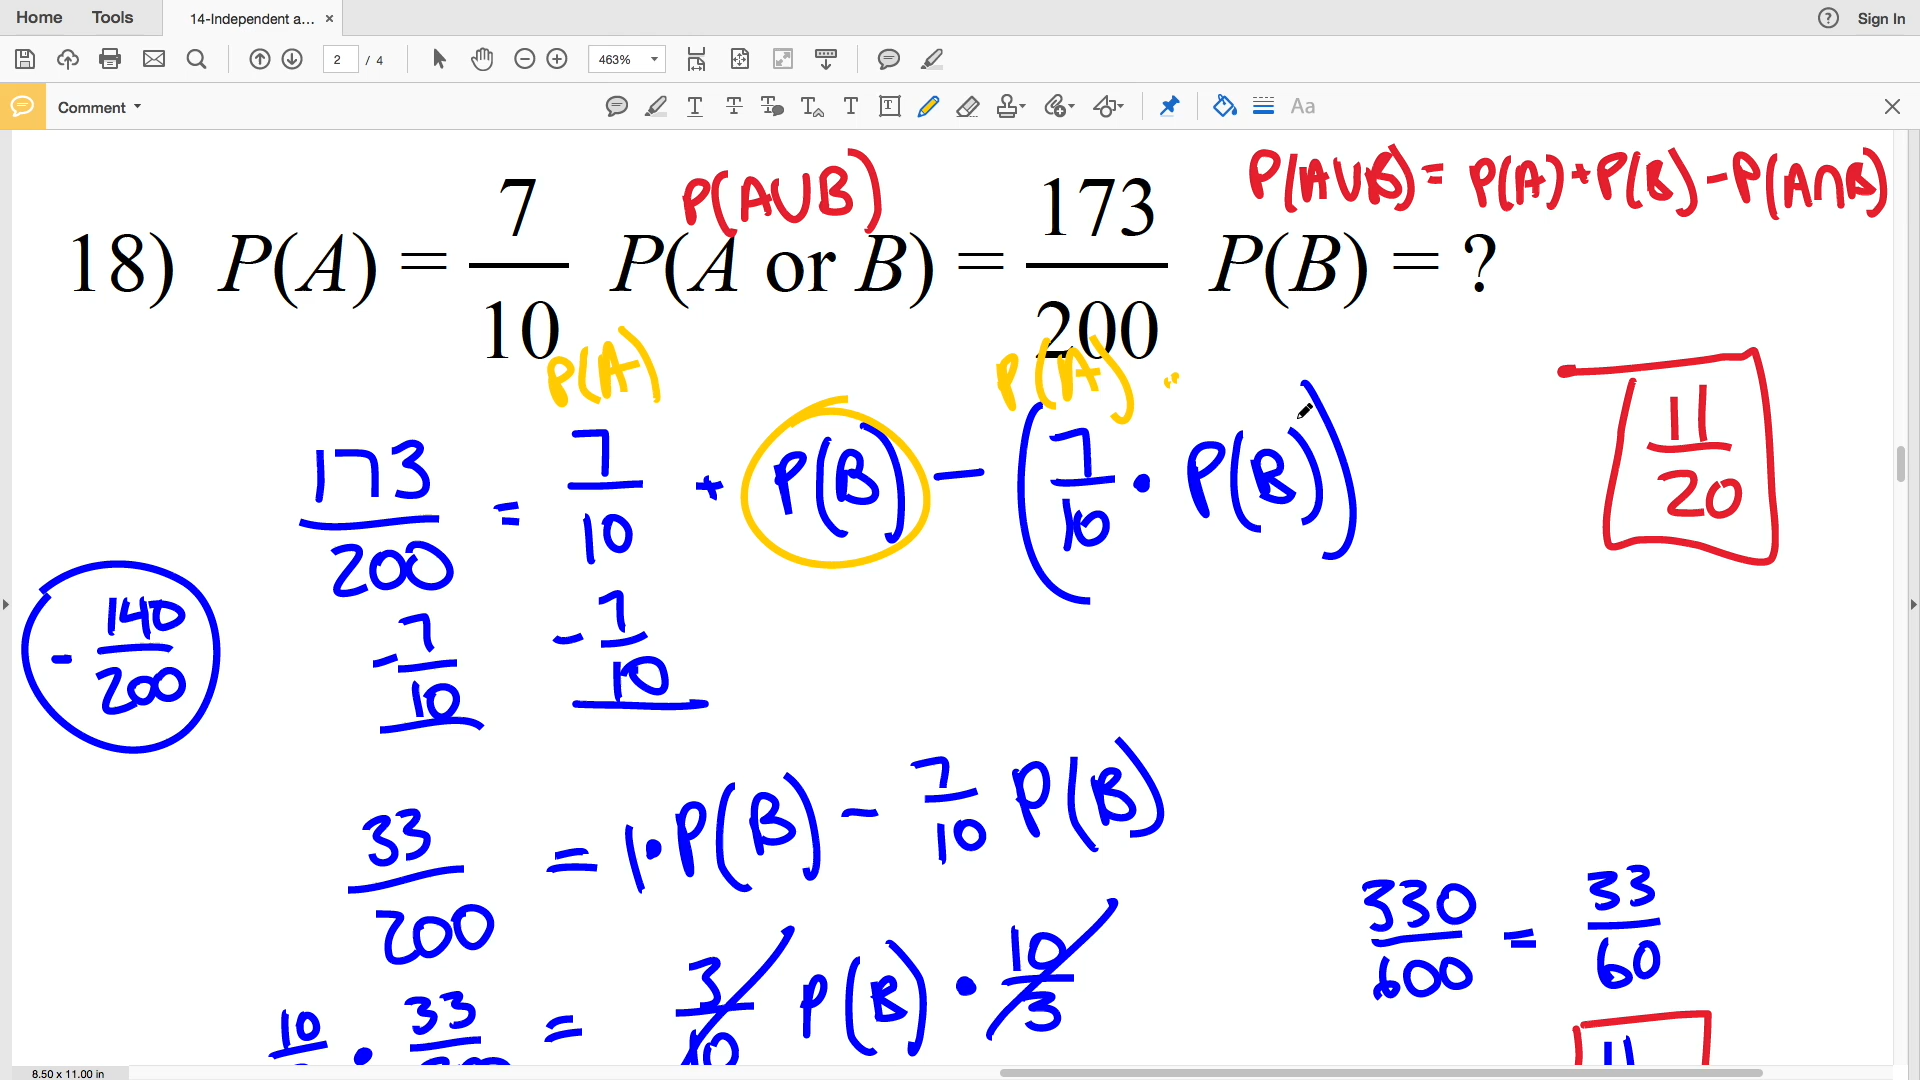 Home Tools 14-Independent a... × Sign In
2 / 4 463%
Comment
P(A∪B) P(A∪B) = P(A) + P(B) - P(A∩B)
18) P(A) = 7/10 P(A or B) = 173/200 P(B) = ?
P(A) P(A) ·
173/200 = 7/10 + P(B) - (7/10 · P(B)) 11/20
- 140/200 - 7/10 - 7/10
33/200 = 1·P(B) - 7/10 P(B)
330/600 = 33/60
10 · 33 = 3/10 P(B) · 10/3
11
8.50 x 11.00 in